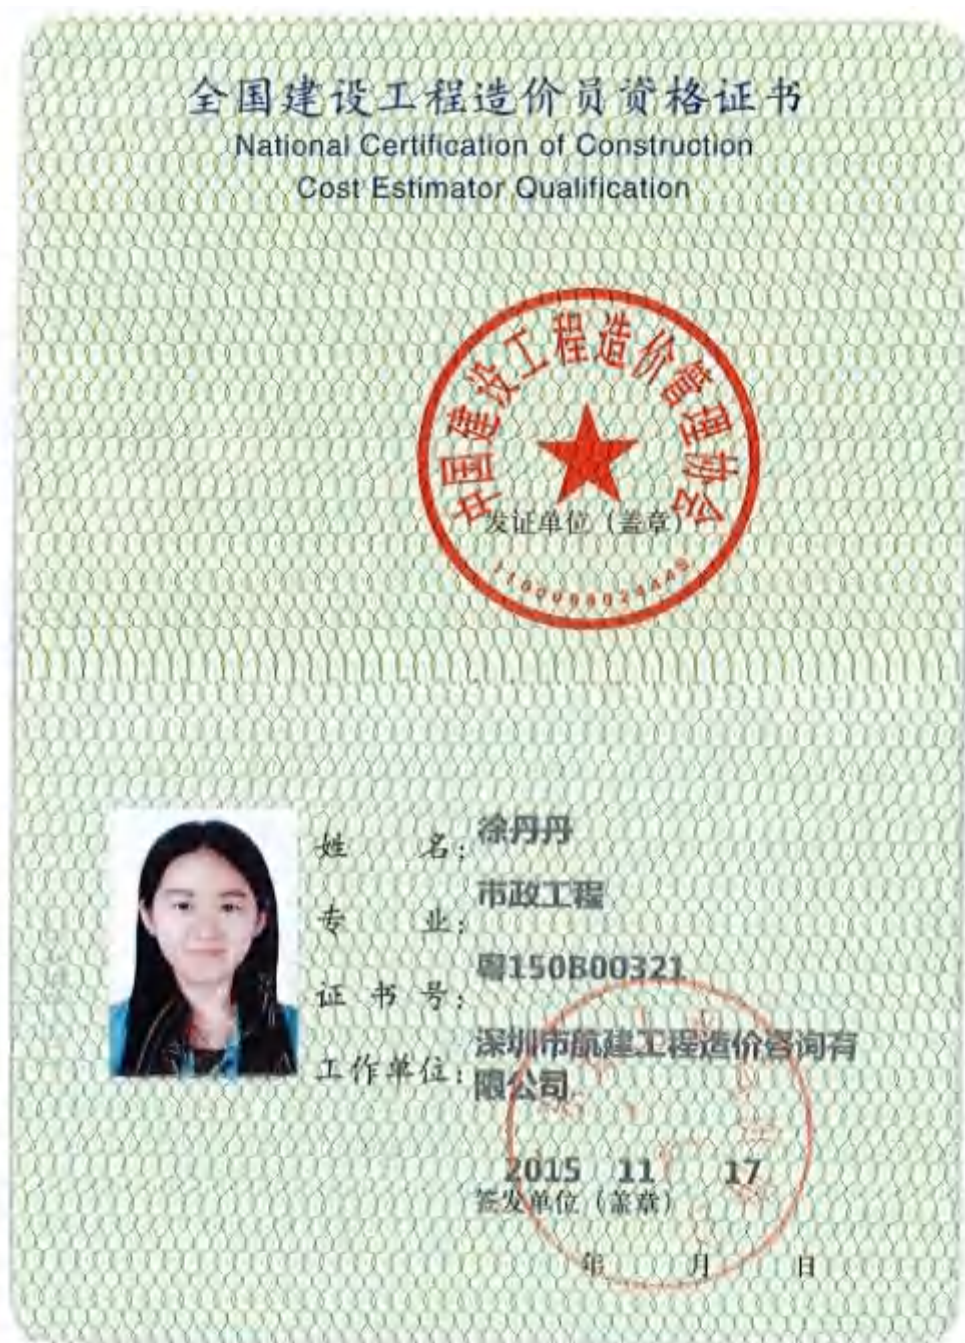 全国建设工程造价员资格证书
National Certification of Construction
Cost Estimator Qualification
中国建设工程造价管理协会
发证单位（盖章）
姓 名：徐丹丹
专 业：市政工程
证 书 号：粤150B00321
工作单位：深圳市航建工程造价咨询有
限公司
2015 11 17
签发单位（盖章）
年 月 日